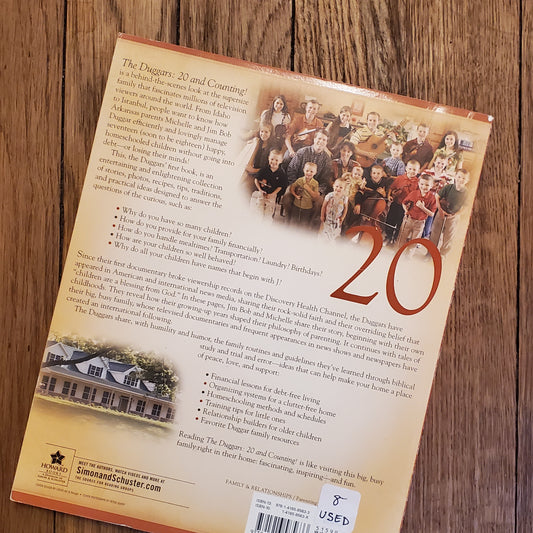 The Duggars: 20 and Counting!
is a behind-the-scenes look at the supersize
family that fascinates millions of television
viewers around the world. From Idaho
to Istanbul, people want to know how
Arkansas parents Michelle and Jim Bob
Duggar efficiently and lovingly manage
seventeen (soon to be eighteen) happy,
homeschooled children without going into
debt—or losing their minds!
This, the Duggars' first book, is an
entertaining and enlightening collection
of stories, photos, recipes, tips, traditions,
and practical ideas designed to answer the
questions of the curious, such as:
• Why do you have so many children?
• How do you provide for your family financially?
• How do you handle mealtimes? Transportation? Laundry? Birthdays?
• How are your children so well behaved?
• Why do all your children have names that begin with J?
20
Since their first documentary broke viewership records on the Discovery Health Channel, the Duggars have
appeared in American and international news media, sharing their rock-solid faith and their overriding belief that
"children are a blessing from God." In these pages, Jim Bob and Michelle share their story, beginning with their own
childhoods. They reveal how their growing-up years shaped their philosophy of parenting. It continues with tales of
their big, busy family whose televised documentaries and frequent appearances in news shows and newspapers have
created an international following.
The Duggars share, with humility and humor, the family routines and guidelines they've learned through biblical
study and trial and error—ideas that can help make your home a place
of peace, love, and support:
• Financial lessons for debt-free living
• Organizing systems for a clutter-free home
• Homeschooling methods and schedules
• Training tips for little ones
• Relationship builders for older children
• Favorite Duggar family resources
Reading The Duggars: 20 and Counting! is like visiting this big, busy
family right in their home: fascinating, inspiring—and fun.
HOWARD
BOOKS
MEET THE AUTHORS, WATCH VIDEOS AND MORE AT
SimonandSchuster.com
THE SOURCE FOR READING GROUPS
FAMILY & RELATIONSHIPS / Parenting
8-
USED